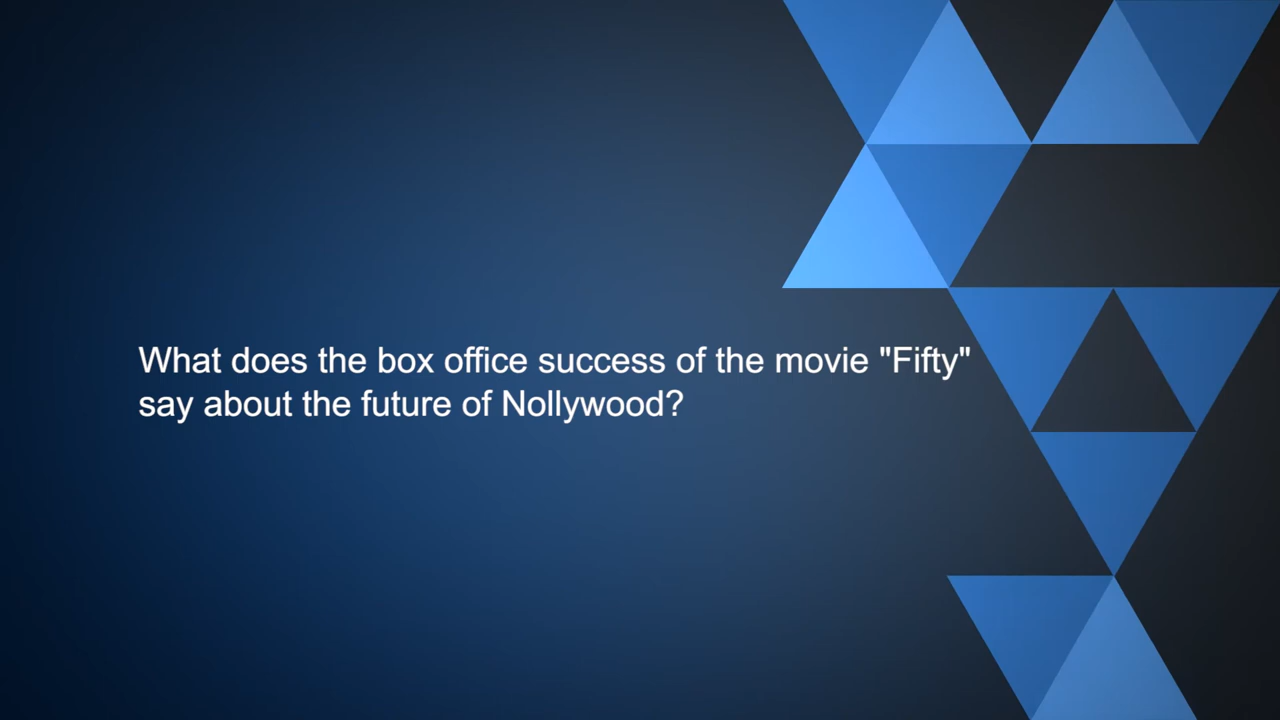 What does the box office success of the movie "Fifty"
say about the future of Nollywood?